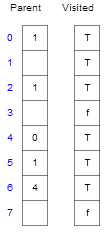 Parent Visited
0 1 T
1 T
2 1 T
3 f
4 0 T
5 1 T
6 4 T
7 f